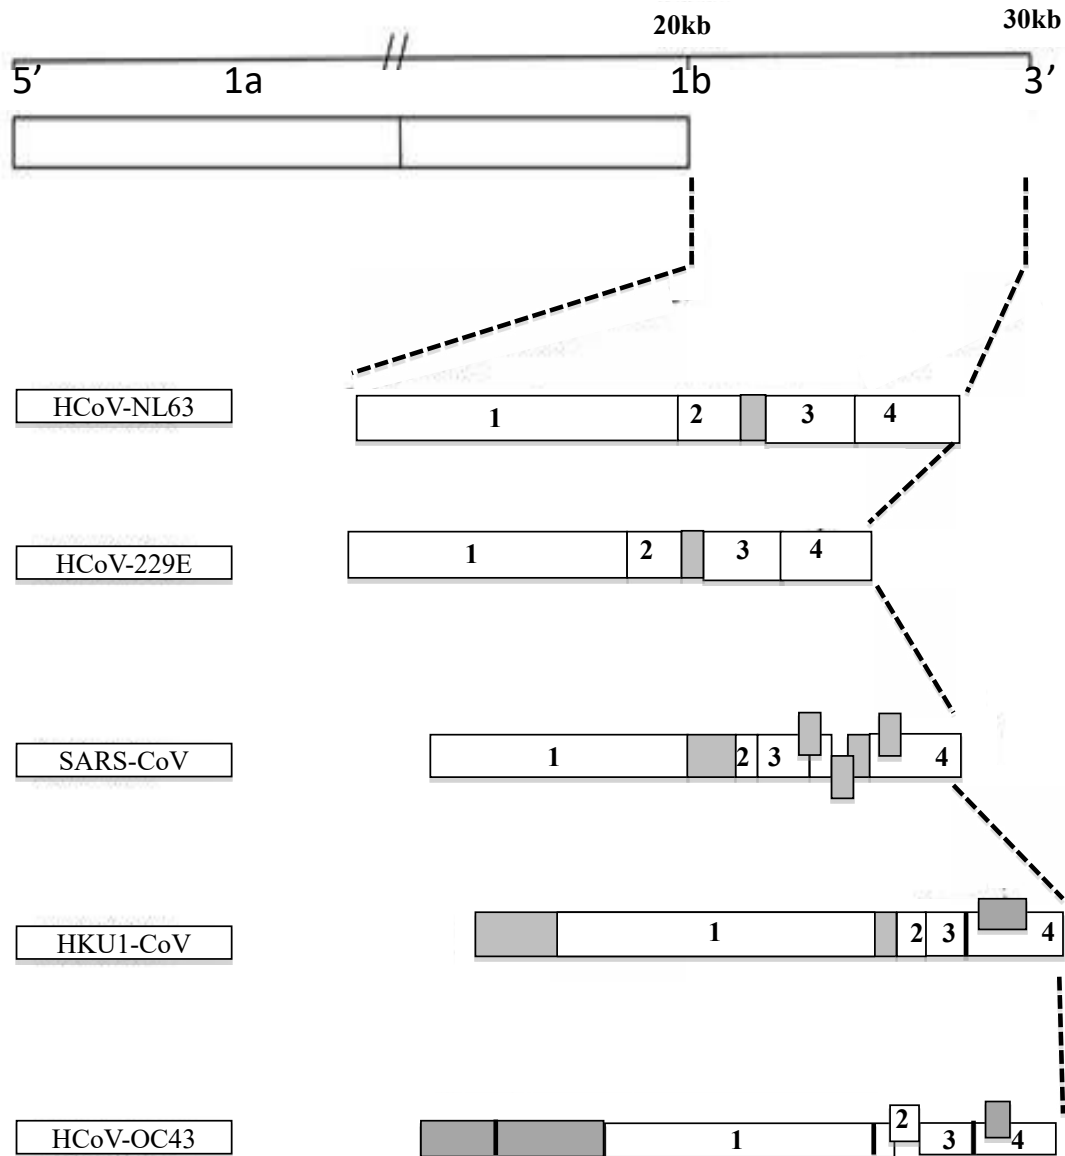 20kb 30kb
5′ 1a 1b 3′
HCoV-NL63 1 2 3 4
HCoV-229E 1 2 3 4
SARS-CoV 1 2 3 4
HKU1-CoV 1 2 3 4
HCoV-OC43 1 2 3 4